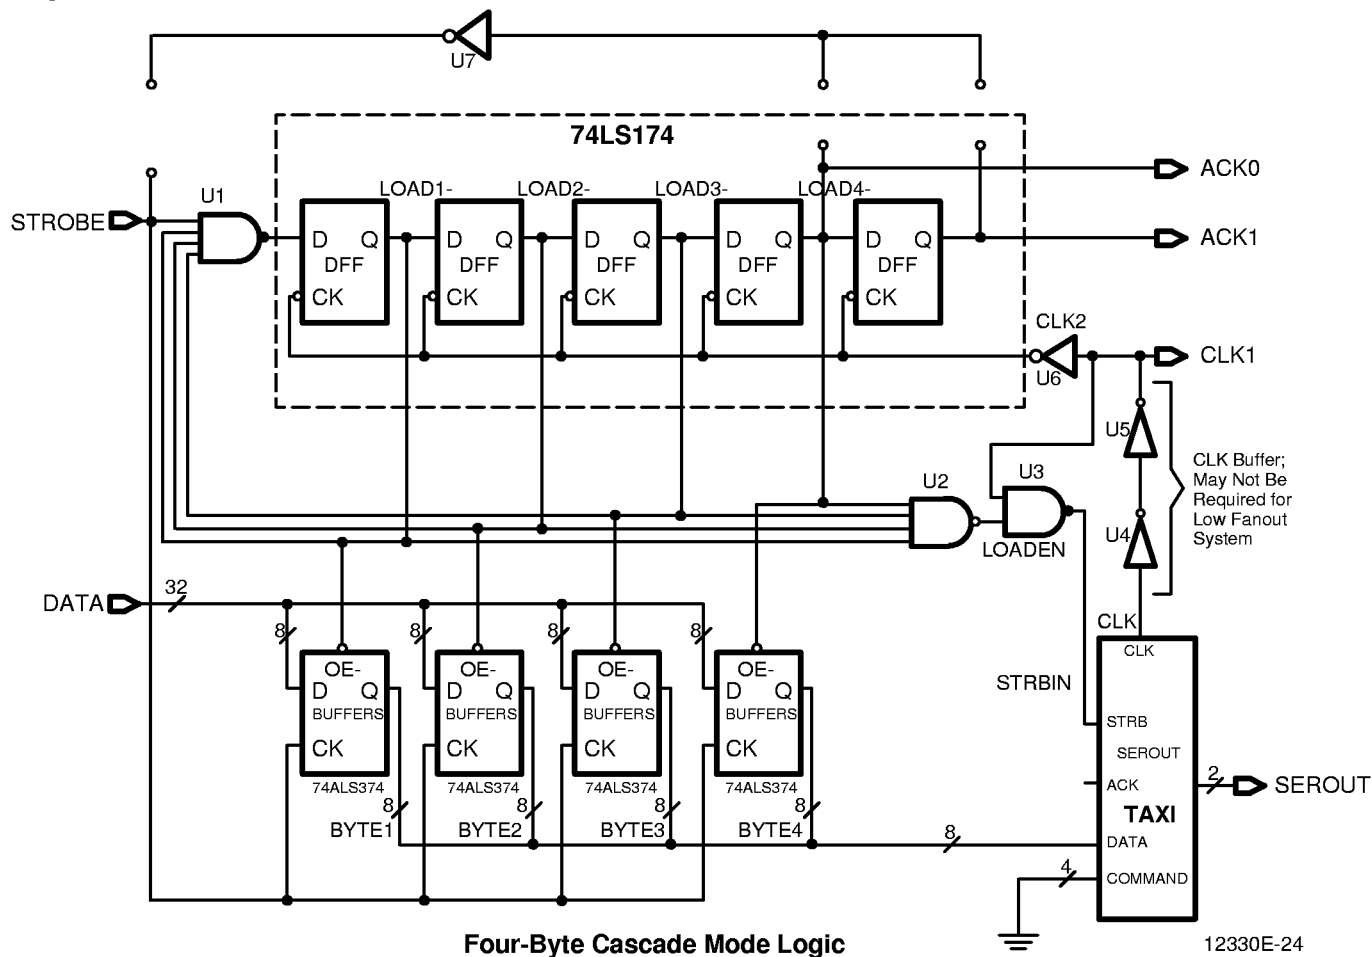 U7
74LS174
ACK0
U1
LOAD1- LOAD2- LOAD3- LOAD4-
STROBE
D Q D Q D Q D Q D Q
ACK1
DFF DFF DFF DFF DFF
CK CK CK CK CK
CLK2
CLK1
U6
U5
CLK Buffer;
May Not Be
Required for
Low Fanout
System
U2
U3
U4
LOADEN
DATA
32
8 8 8 8
CLK
CLK
OE- OE- OE- OE-
D Q D Q D Q D Q
STRBIN
BUFFERS BUFFERS BUFFERS BUFFERS
STRB
CK CK CK CK
SEROUT
74ALS374 74ALS374 74ALS374 74ALS374
ACK
2
SEROUT
8 8 8 8
TAXI
BYTE1 BYTE2 BYTE3 BYTE4
8
DATA
4
COMMAND
Four-Byte Cascade Mode Logic
12330E-24